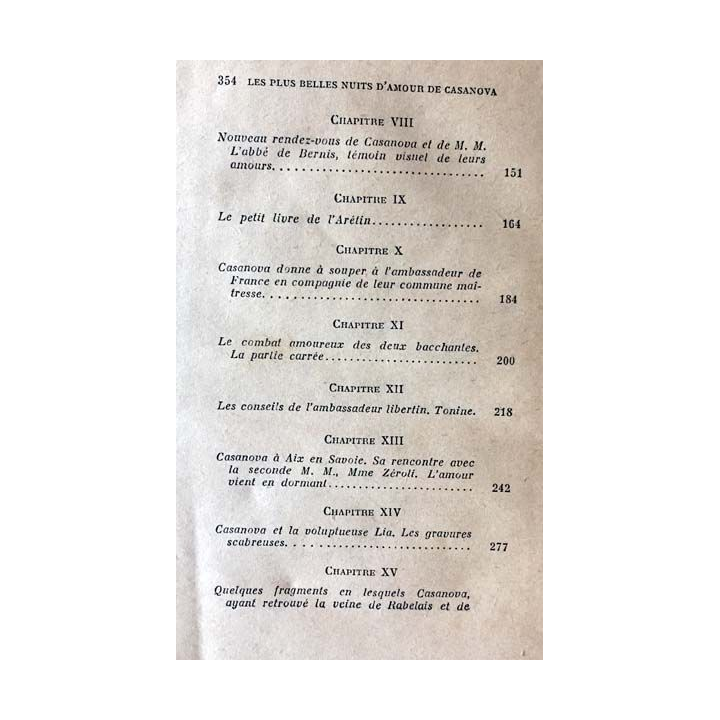 354 LES PLUS BELLES NUITS D'AMOUR DE CASANOVA
CHAPITRE VIII
Nouveau rendez-vous de Casanova et de M. M.
L'abbé de Bernis, témoin visuel de leurs
amours. . . . . . . . . . . . . . . . . . . . . . . . . . . . . . 151
CHAPITRE IX
Le petit livre de l'Arétin. . . . . . . . . . . . . . . . . . 164
CHAPITRE X
Casanova donne à souper à l'ambassadeur de
France en compagnie de leur commune maî-
tresse. . . . . . . . . . . . . . . . . . . . . . . . . . . . . . 184
CHAPITRE XI
Le combat amoureux des deux bacchantes.
La partie carrée. . . . . . . . . . . . . . . . . . . . . . 200
CHAPITRE XII
Les conseils de l'ambassadeur libertin. Tonine. 218
CHAPITRE XIII
Casanova à Aix en Savoie. Sa rencontre avec
la seconde M. M., Mme Zéroli. L'amour
vient en dormant. . . . . . . . . . . . . . . . . . . . . 242
CHAPITRE XIV
Casanova et la voluptueuse Lia. Les gravures
scabreuses. . . . . . . . . . . . . . . . . . . . . . . . . . 277
CHAPITRE XV
Quelques fragments en lesquels Casanova,
ayant retrouvé la veine de Rabelais et de